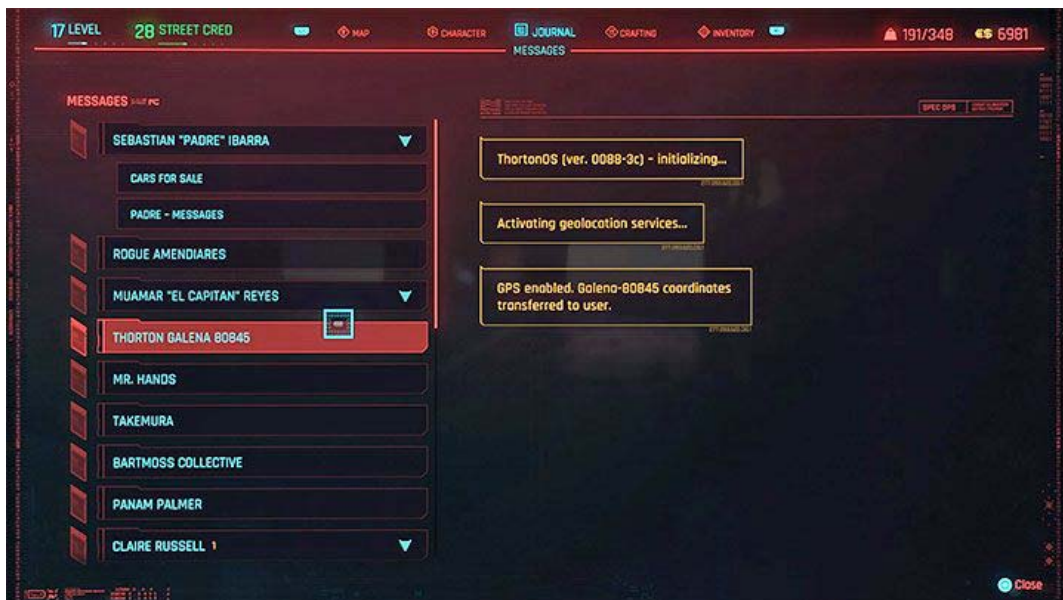 17 LEVEL
28 STREET CRED
MAP
CHARACTER
JOURNAL
CRAFTING
INVENTORY
191/348
€$ 6981
MESSAGES
MESSAGES
PC
SPEC OPS
SEBASTIAN "PADRE" IBARRA
CARS FOR SALE
PADRE - MESSAGES
ROGUE AMENDIARES
MUAMAR "EL CAPITAN" REYES
THORTON GALENA 80845
MR. HANDS
TAKEMURA
BARTMOSS COLLECTIVE
PANAM PALMER
CLAIRE RUSSELL 1
ThortonOS (ver. 0088-3c) - initializing...
Activating geolocation services...
GPS enabled. Galena-80845 coordinates
transferred to user.
Close